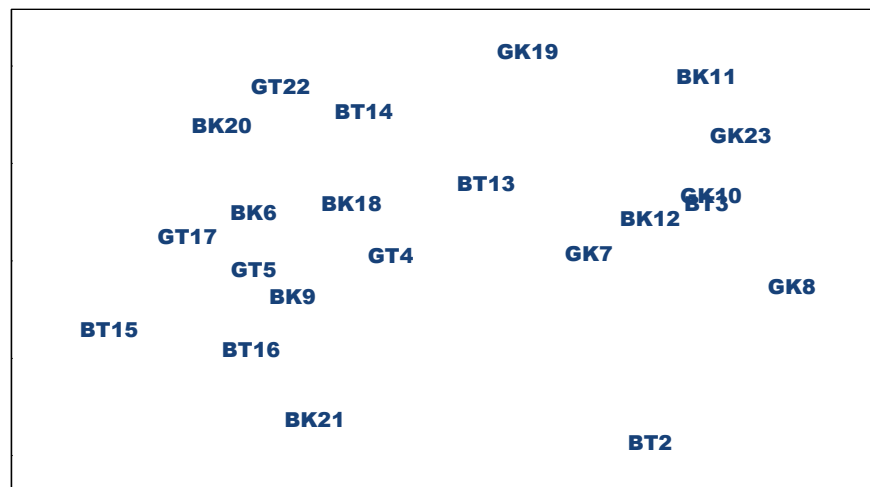 GK19
BK11
GT22
BT14
BK20
GK23
BT13
GK10
BK18
BT3
BK6
BK12
GT17
GK7
GT4
GT5
GK8
BK9
BT15
BT16
BK21
BT2